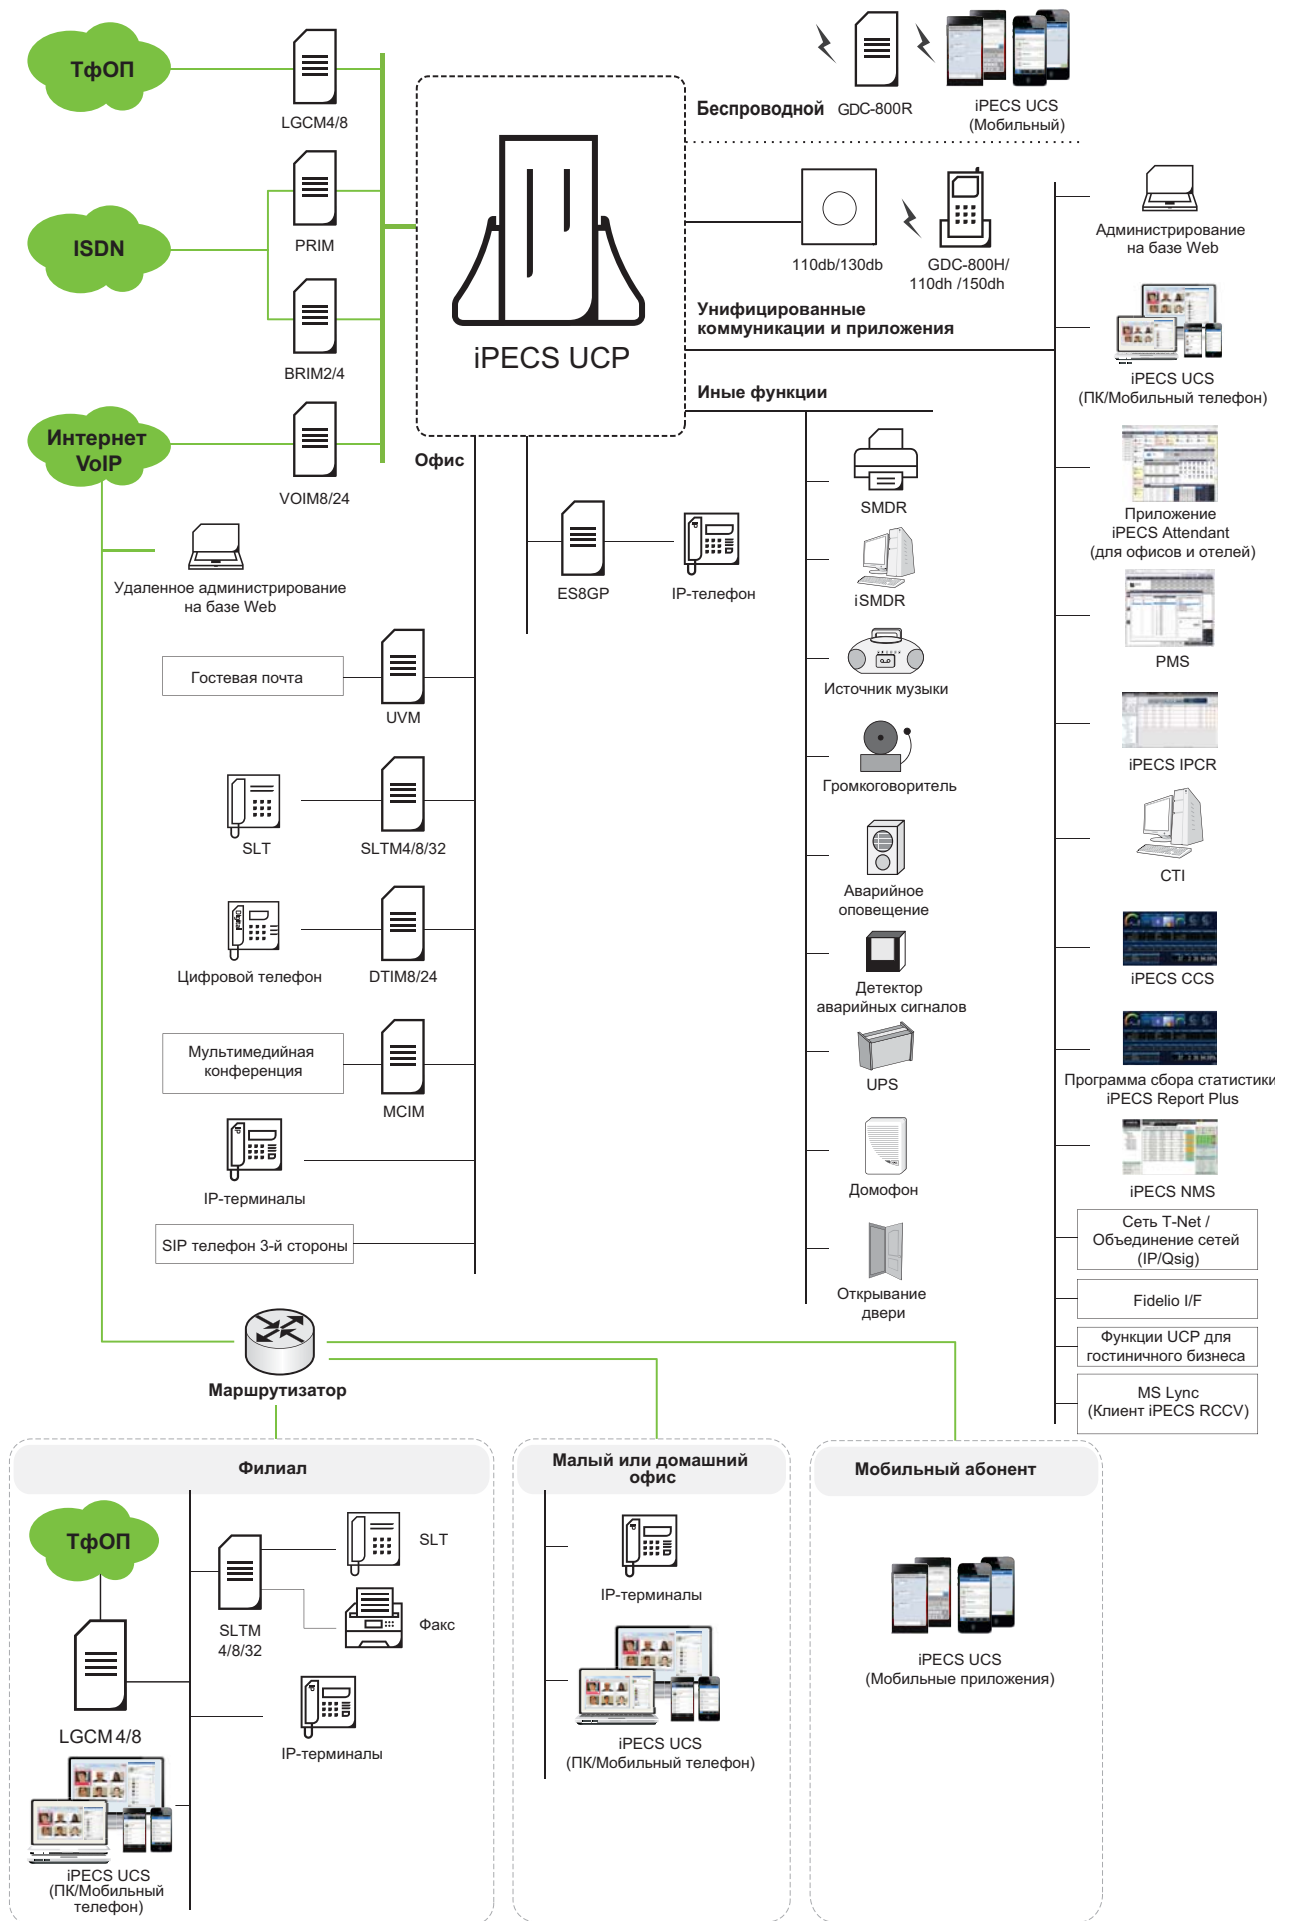 ТфОП
LGCM4/8
PRIM
ISDN
BRIM2/4
Интернет
VoIP
VOIM8/24
Удаленное администрирование
на базе Web
iPECS UCP
Беспроводной
GDC-800R
iPECS UCS
(Мобильный)
110db/130db
GDC-800H/
110dh /150dh
Унифицированные
коммуникации и приложения
Иные функции
Офис
ES8GP
IP-телефон
Гостевая почта
UVM
SLT
SLTM4/8/32
Digital
Цифровой телефон
DTIM8/24
Мультимедийная
конференция
MCIM
IP-терминалы
SIP телефон 3-й стороны
SMDR
iSMDR
Источник музыки
Громкоговоритель
Аварийное
оповещение
Детектор
аварийных сигналов
UPS
Домофон
Открывание
двери
Администрирование
на базе Web
iPECS UCS
(ПК/Мобильный телефон)
Приложение
iPECS Attendant
(для офисов и отелей)
PMS
iPECS IPCR
CTI
iPECS CCS
Программа сбора статистики
iPECS Report Plus
iPECS NMS
Сеть T-Net /
Объединение сетей
(IP/Qsig)
Fidelio I/F
Функции UCP для
гостиничного бизнеса
MS Lync
(Клиент iPECS RCCV)
Маршрутизатор
Филиал
ТфОП
LGCM 4/8
SLTM
4/8/32
SLT
Факс
IP-терминалы
iPECS UCS
(ПК/Мобильный
телефон)
Малый или домашний
офис
IP-терминалы
iPECS UCS
(ПК/Мобильный телефон)
Мобильный абонент
iPECS UCS
(Мобильные приложения)